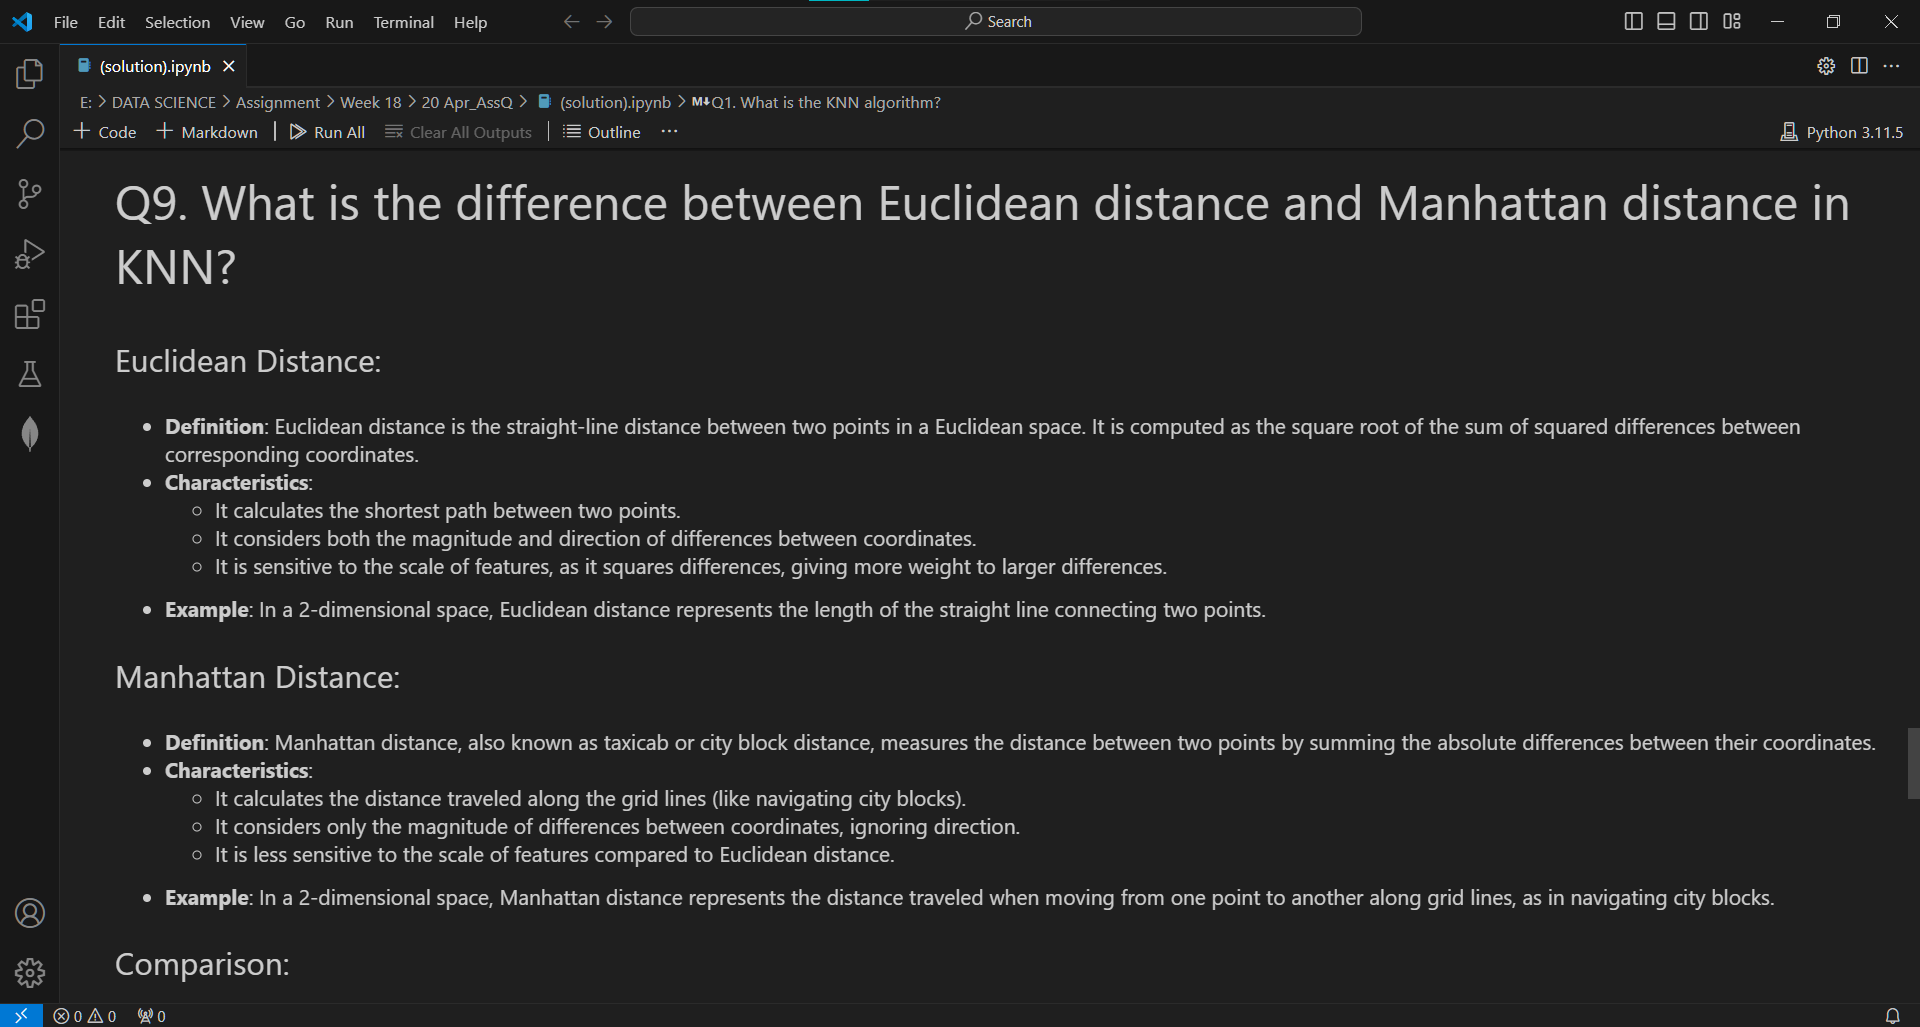 File Edit Selection View Go Run Terminal Help Search
(solution).ipynb
E: > DATA SCIENCE > Assignment > Week 18 > 20 Apr_AssQ > (solution).ipynb > M↓Q1. What is the KNN algorithm?
+ Code + Markdown | Run All Clear All Outputs | Outline ··· Python 3.11.5
Q9. What is the difference between Euclidean distance and Manhattan distance in
KNN?
Euclidean Distance:
• Definition: Euclidean distance is the straight-line distance between two points in a Euclidean space. It is computed as the square root of the sum of squared differences between
corresponding coordinates.
• Characteristics:
○ It calculates the shortest path between two points.
○ It considers both the magnitude and direction of differences between coordinates.
○ It is sensitive to the scale of features, as it squares differences, giving more weight to larger differences.
• Example: In a 2-dimensional space, Euclidean distance represents the length of the straight line connecting two points.
Manhattan Distance:
• Definition: Manhattan distance, also known as taxicab or city block distance, measures the distance between two points by summing the absolute differences between their coordinates.
• Characteristics:
○ It calculates the distance traveled along the grid lines (like navigating city blocks).
○ It considers only the magnitude of differences between coordinates, ignoring direction.
○ It is less sensitive to the scale of features compared to Euclidean distance.
• Example: In a 2-dimensional space, Manhattan distance represents the distance traveled when moving from one point to another along grid lines, as in navigating city blocks.
Comparison:
0 0 0